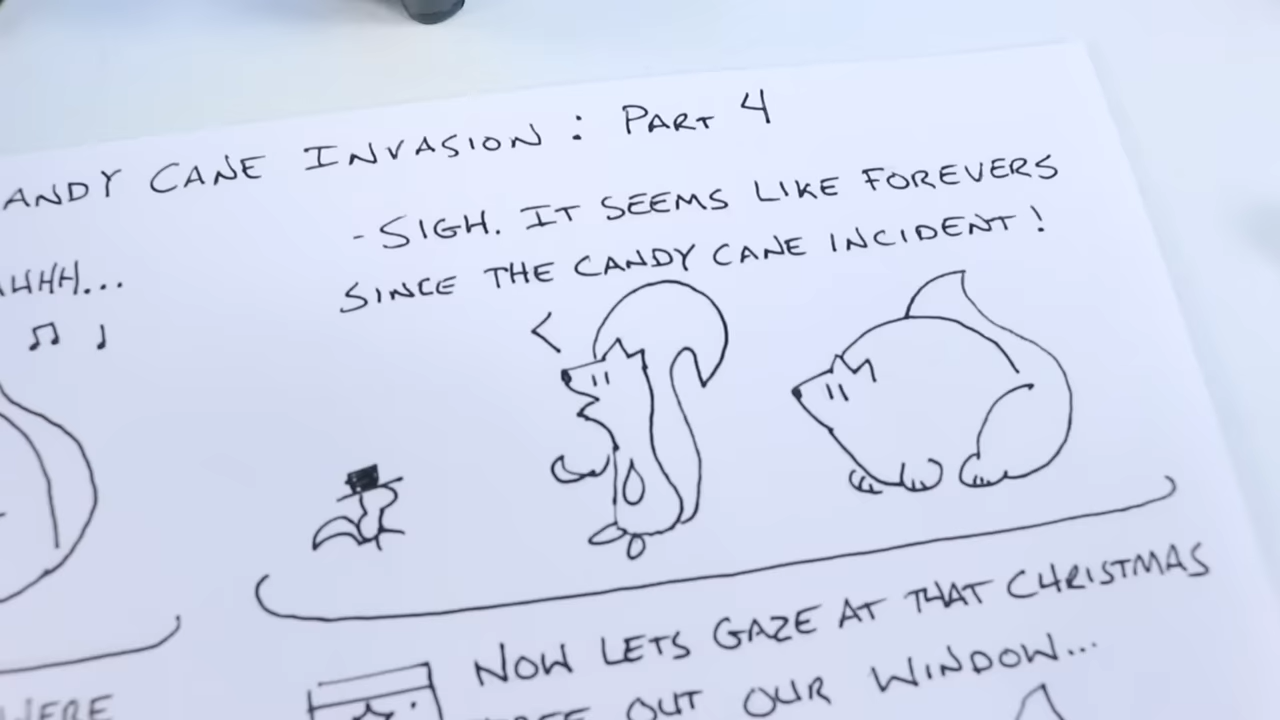 ANDY CANE INVASION: PART 4
HHH...
- SIGH. IT SEEMS LIKE FOREVERS
SINCE THE CANDY CANE INCIDENT!
NOW LETS GAZE AT THAT CHRISTMAS
OUT OUR WINDOW...